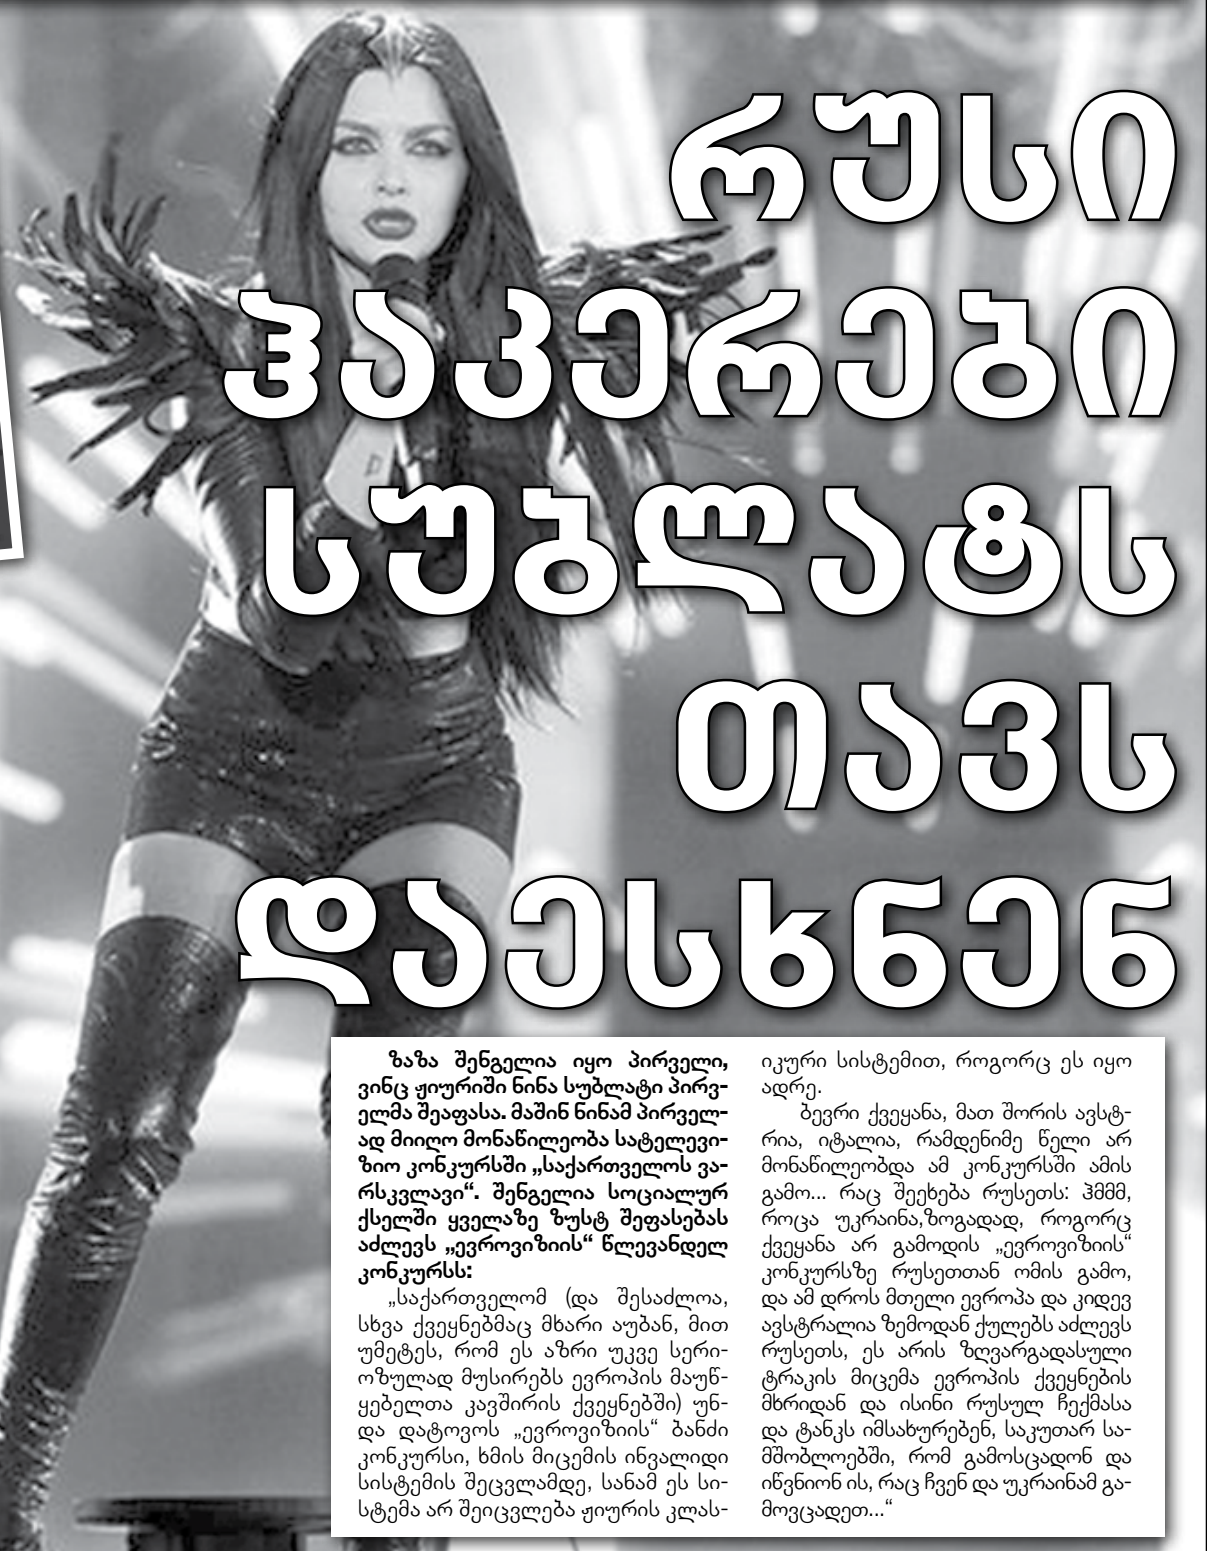 რუსი
ჰაკერები
სუბლატს
თავს
დაესხნენ
ზაზა შენგელია იყო პირველი,
ვინც ჟიურიში ნინა სუბლატი პირვ-
ელმა შეაფასა. მაშინ ნინამ პირველ-
ად მიიღო მონაწილეობა სატელევი-
ზიო კონკურსში „საქართველოს ვა-
რსკვლავი“. შენგელია სოციალურ
ქსელში ყველაზე ზუსტ შეფასებას
აძლევს „ევროვიზიის“ წლევანდელ
კონკურსს:
„საქართველომ (და შესაძლოა,
სხვა ქვეყნებმაც მხარი აუბან, მით
უმეტეს, რომ ეს აზრი უკვე სერი-
ოზულად მუსირებს ევროპის მაუწ-
ყებელთა კავშირის ქვეყნებში) უნ-
და დატოვოს „ევროვიზიის“ ბანძი
კონკურსი, ხმის მიცემის ინვალიდი
სისტემის შეცვლამდე, სანამ ეს სი-
სტემა არ შეიცვლება ჟიურის კლას-
იკური სისტემით, როგორც ეს იყო
ადრე.
ბევრი ქვეყანა, მათ შორის ავსტ-
რია, იტალია, რამდენიმე წელი არ
მონაწილეობდა ამ კონკურსში ამის
გამო... რაც შეეხება რუსეთს: ჰმმმ,
როცა უკრაინა,ზოგადად, როგორც
ქვეყანა არ გამოდის „ევროვიზიის“
კონკურსზე რუსეთთან ომის გამო,
და ამ დროს მთელი ევროპა და კიდევ
ავსტრალია ზემოდან ქულებს აძლევს
რუსეთს, ეს არის ზღვარგადასული
ტრაკის მიცემა ევროპის ქვეყნების
მხრიდან და ისინი რუსულ ჩექმასა
და ტანკს იმსახურებენ, საკუთარ სა-
მშობლოებში, რომ გამოსცადონ და
იწვნიონ ის, რაც ჩვენ და უკრაინამ გა-
მოვცადეთ...“